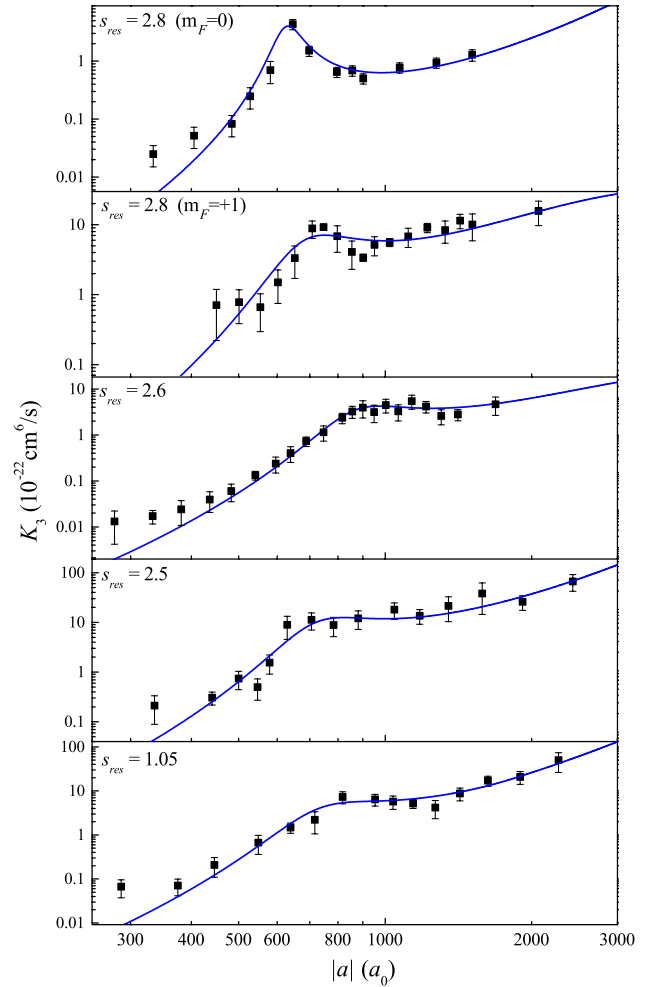 s_res = 2.8 (m_F=0)
1
0.1
0.01
s_res = 2.8 (m_F=+1)
10
1
0.1
s_res = 2.6
10
1
0.1
0.01
K_3 (10^-22 cm^6/s)
s_res = 2.5
100
10
1
0.1
s_res = 1.05
100
10
1
0.1
0.01
300 400 500 600 800 1000 2000 3000
|a| (a_0)